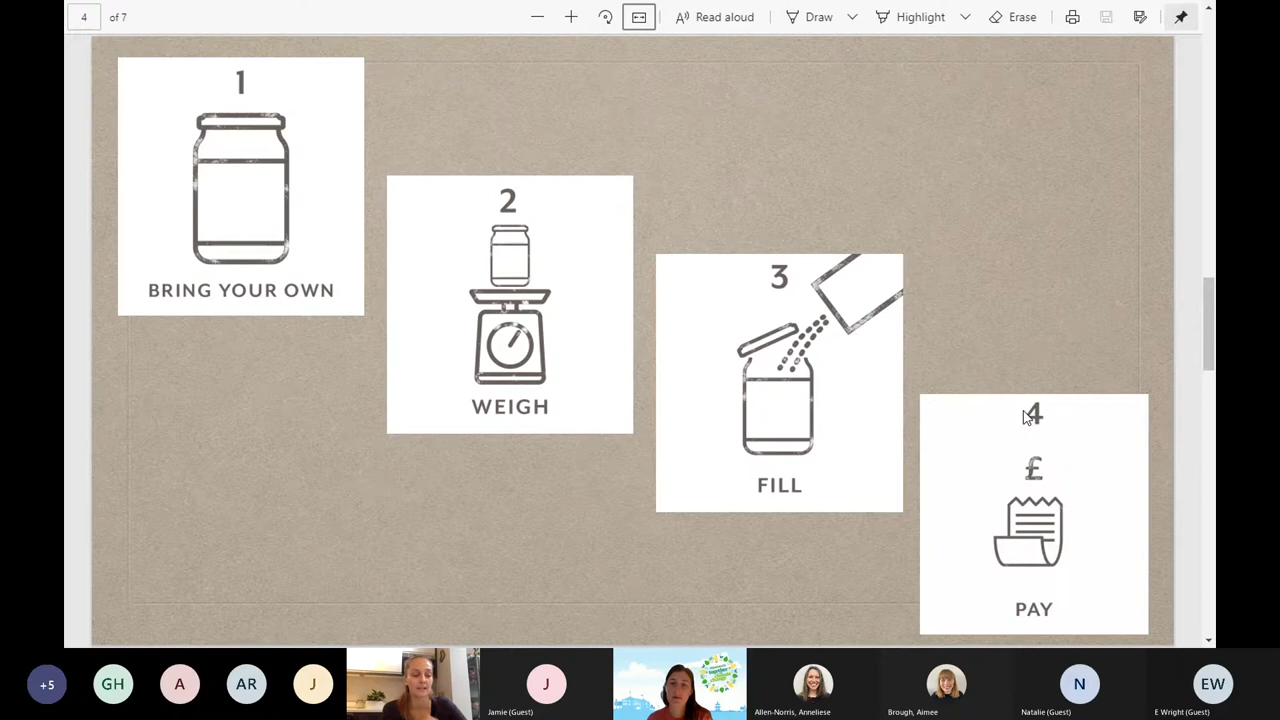 4 of 7
Read aloud
Draw
Highlight
Erase
1
BRING YOUR OWN
2
WEIGH
3
FILL
4
£
PAY
+5
GH
A
AR
J
J
Jamie (Guest)
Allen-Norris, Anneliese
Brough, Aimee
N
Natalie (Guest)
EW
E Wright (Guest)